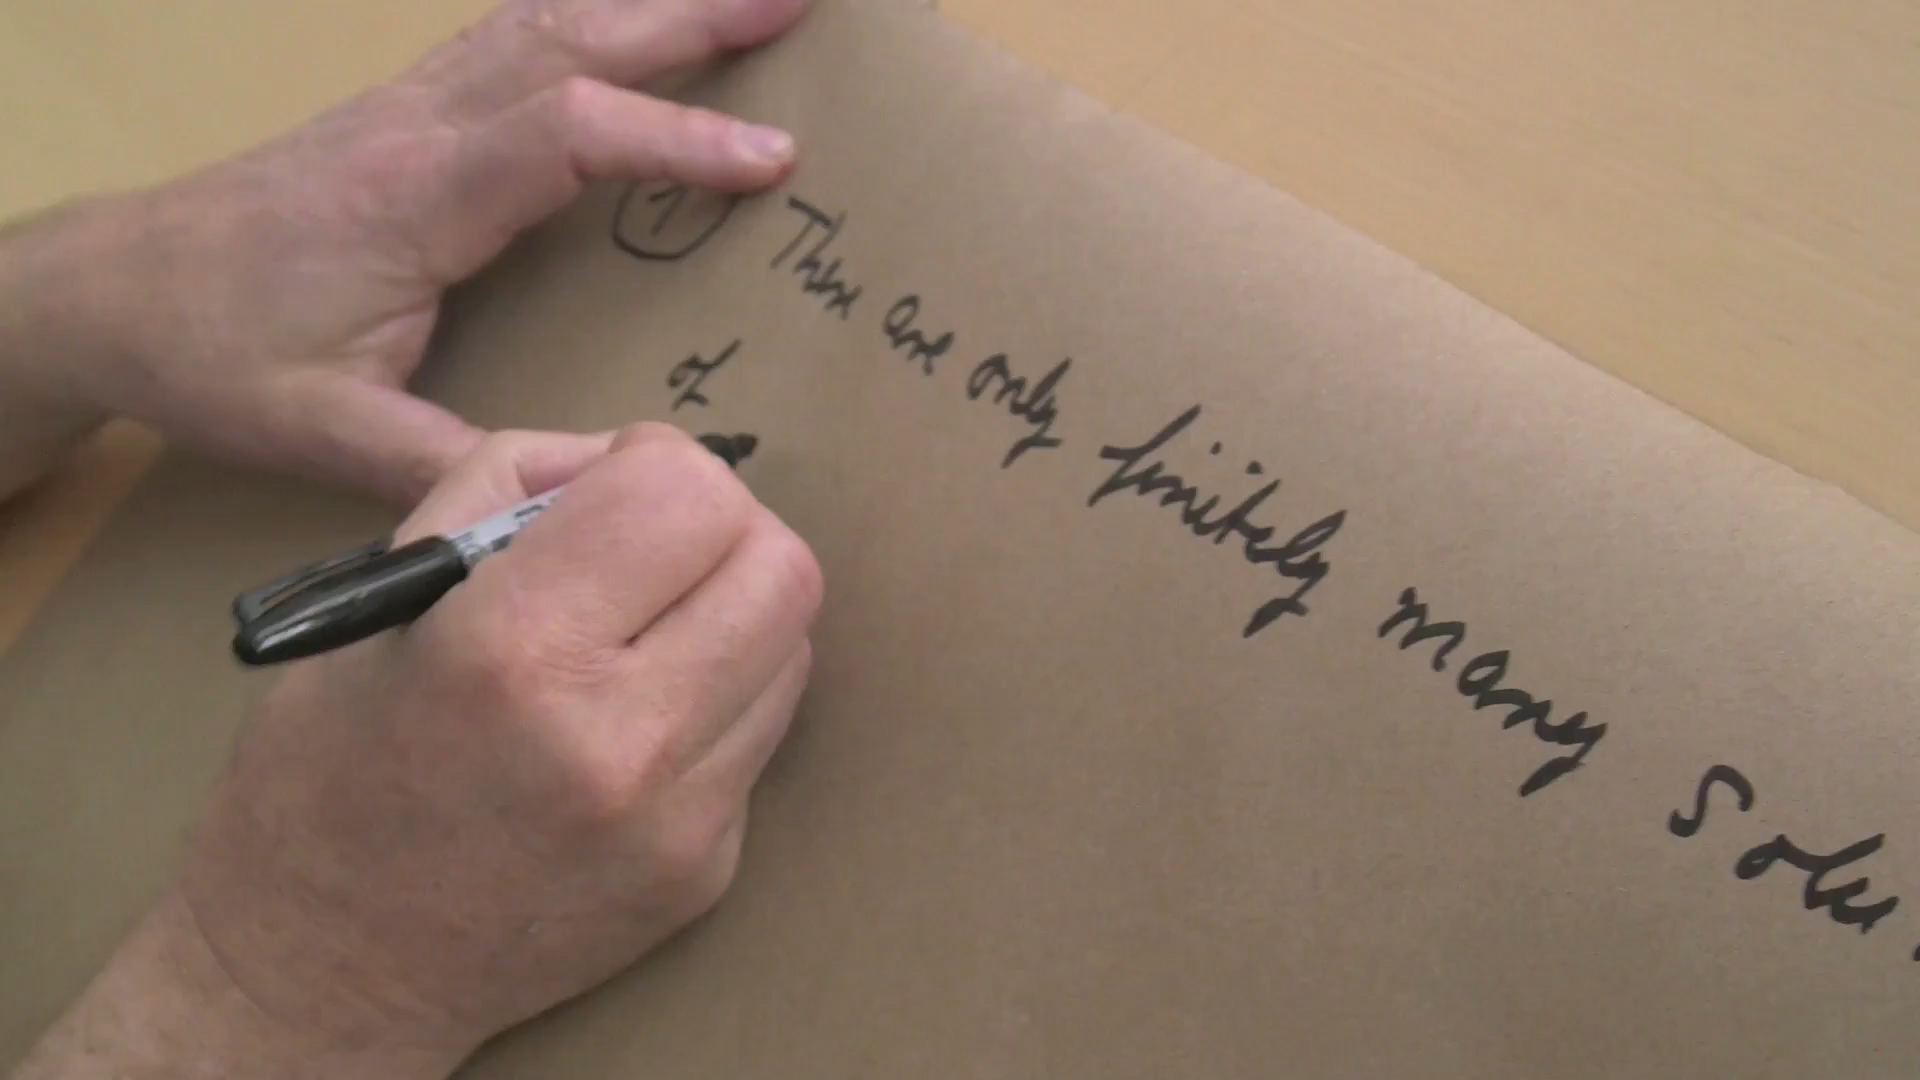 ① There are only finitely many solu
of